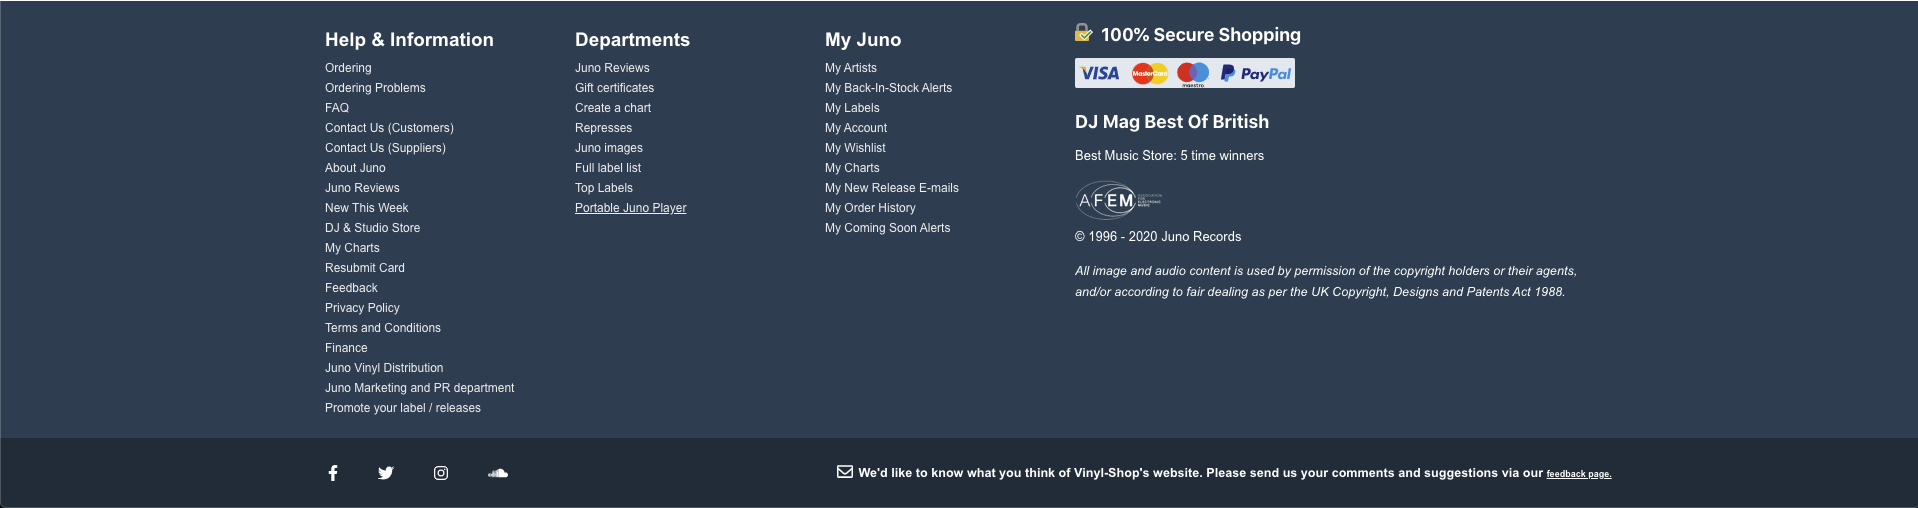 Help & Information
Ordering
Ordering Problems
FAQ
Contact Us (Customers)
Contact Us (Suppliers)
About Juno
Juno Reviews
New This Week
DJ & Studio Store
My Charts
Resubmit Card
Feedback
Privacy Policy
Terms and Conditions
Finance
Juno Vinyl Distribution
Juno Marketing and PR department
Promote your label / releases
Departments
Juno Reviews
Gift certificates
Create a chart
Represses
Juno images
Full label list
Top Labels
Portable Juno Player
My Juno
My Artists
My Back-In-Stock Alerts
My Labels
My Account
My Wishlist
My Charts
My New Release E-mails
My Order History
My Coming Soon Alerts
100% Secure Shopping
VISA MasterCard maestro PayPal
DJ Mag Best Of British
Best Music Store: 5 time winners
AFEM
ASSOCIATION
FOR
ELECTRONIC
MUSIC
© 1996 - 2020 Juno Records
All image and audio content is used by permission of the copyright holders or their agents,
and/or according to fair dealing as per the UK Copyright, Designs and Patents Act 1988.
We'd like to know what you think of Vinyl-Shop's website. Please send us your comments and suggestions via our feedback page.